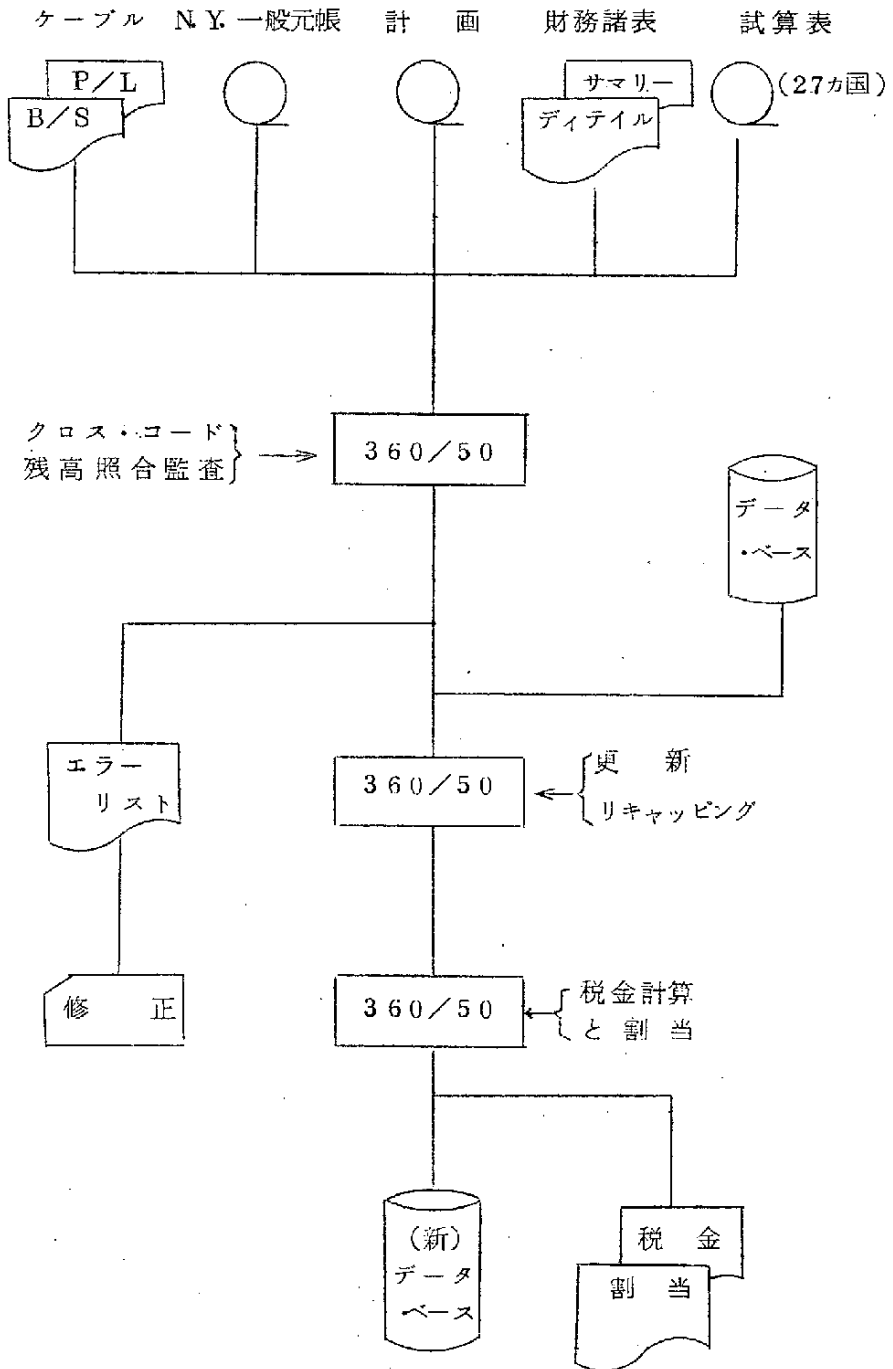 ケーブル N.Y.一般元帳 計画 財務諸表 試算表
P/L
B/S
サマリー
ディテイル
(27カ国)
クロス・コード
残高照合監査
360/50
データ
・ベース
エラー
リスト
360/50
更新
リキャッピング
修正
360/50
税金計算
と割当
(新)
データ
・ベース
税金
割当